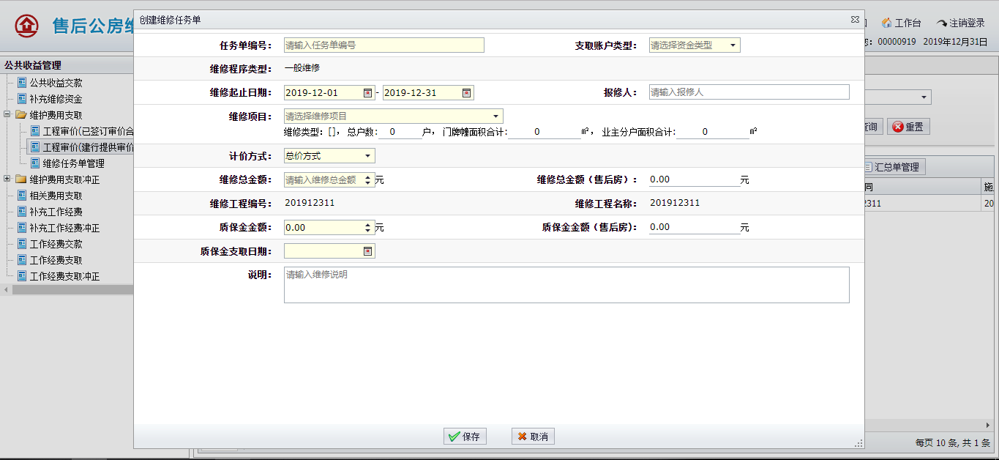 售后公房维
工作台
注销登录
您: 00000919 2019年12月31日
公共收益管理
公共收益交款
补充维修资金
维护费用支取
工程审价(已签订审价合
工程审价(建行提供审价
维修任务单管理
维护费用支取冲正
相关费用支取
补充工作经费
补充工作经费冲正
工作经费交款
工作经费支取
工作经费支取冲正
创建维修任务单
任务单编号: 请输入任务单编号 支取账户类型: 请选择资金类型
维修程序类型: 一般维修
维修起止日期: 2019-12-01 - 2019-12-31 报修人: 请输入报修人
维修项目: 请选择维修项目
维修类型: [], 总户数: 0 户, 门牌幢面积合计: 0 m², 业主分户面积合计: 0 m²
计价方式: 总价方式
维修总金额: 请输入维修总金额 元 维修总金额(售后房): 0.00 元
维修工程编号: 201912311 维修工程名称: 201912311
质保金金额: 0.00 元 质保金金额(售后房): 0.00 元
质保金支取日期:
说明: 请输入维修说明
保存 取消
查询 重置
汇总单管理
同 施
2311 20
每页 10 条, 共 1 条